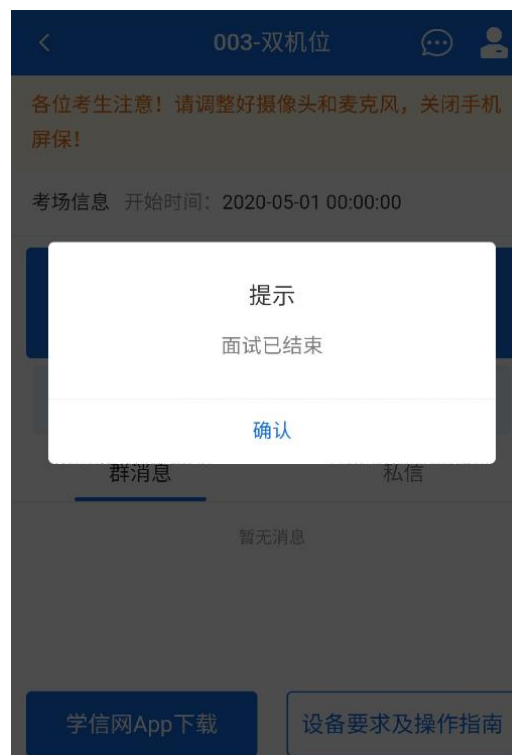 003-双机位
各位考生注意！请调整好摄像头和麦克风，关闭手机
屏保！
考场信息 开始时间：2020-05-01 00:00:00
提示
面试已结束
确认
群消息 私信
暂无消息
学信网App下载 设备要求及操作指南